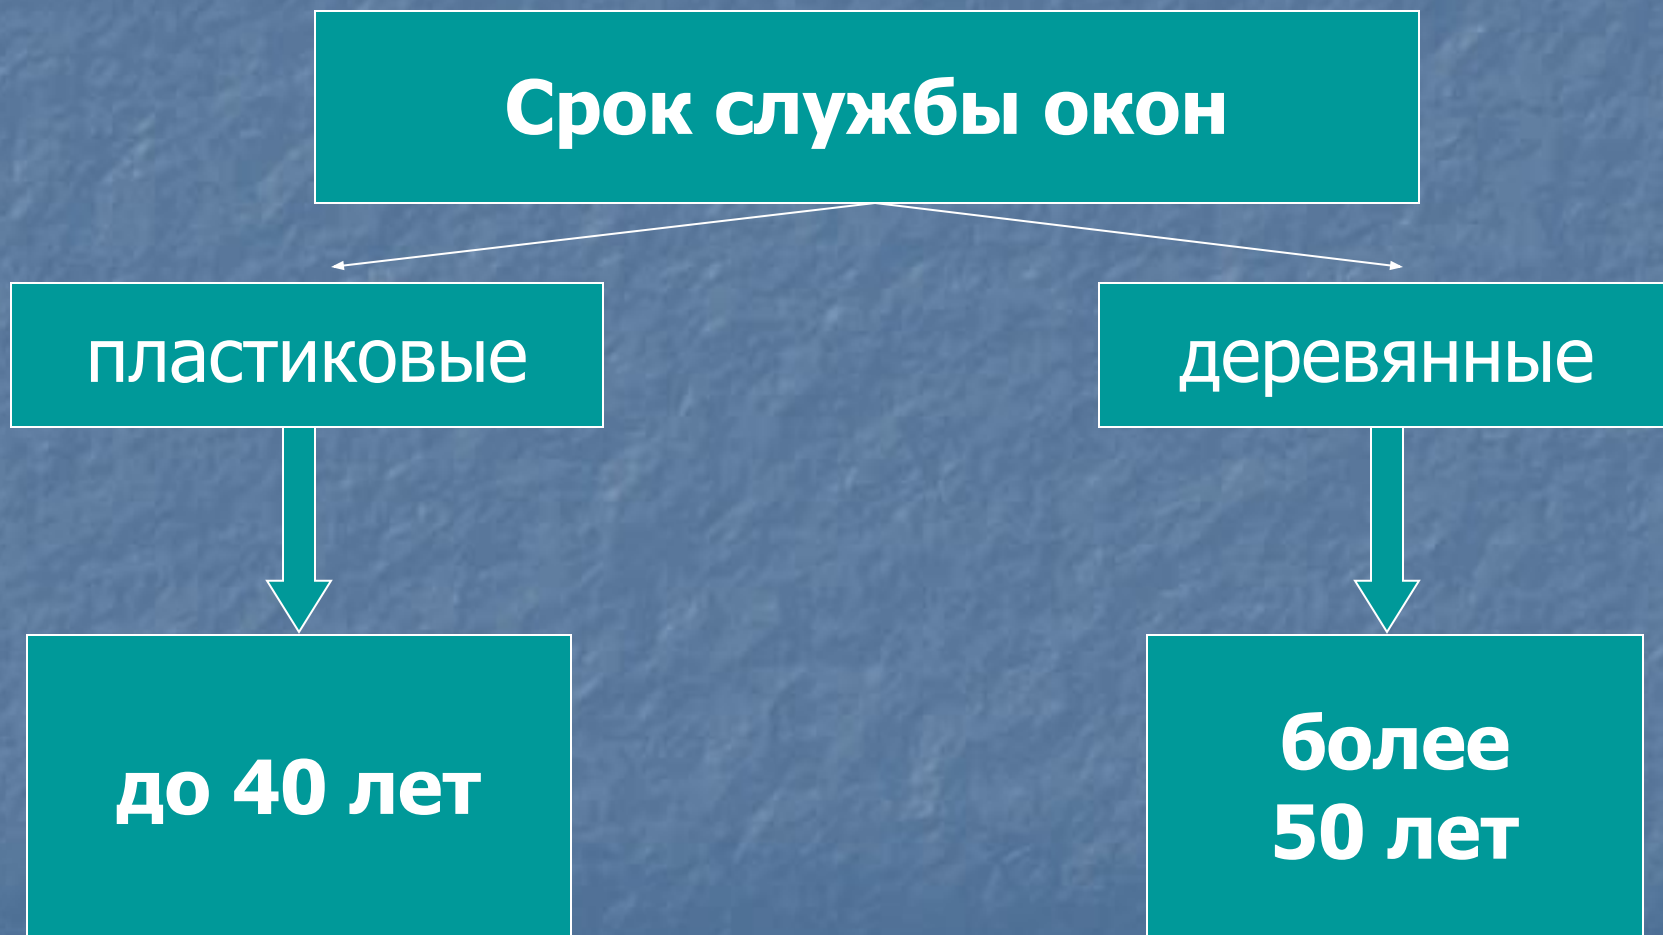 Срок службы окон
пластиковые
деревянные
до 40 лет
более
50 лет